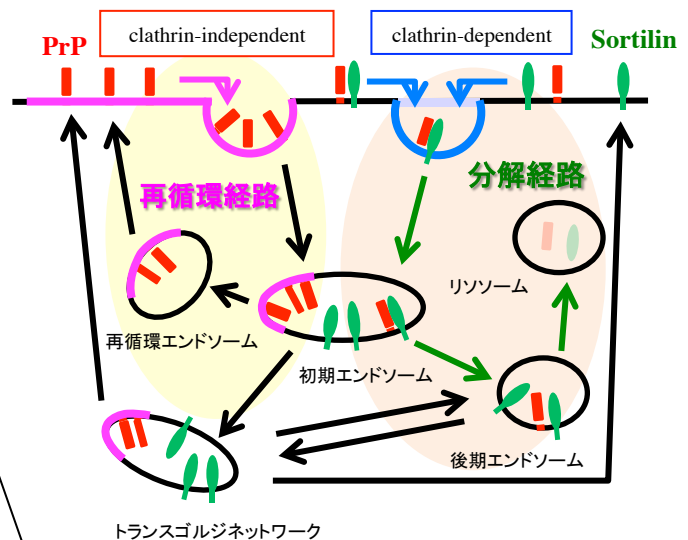 clathrin-independent
clathrin-dependent
PrP
Sortilin
再循環経路
分解経路
リソソーム
再循環エンドソーム
初期エンドソーム
後期エンドソーム
トランスゴルジネットワーク